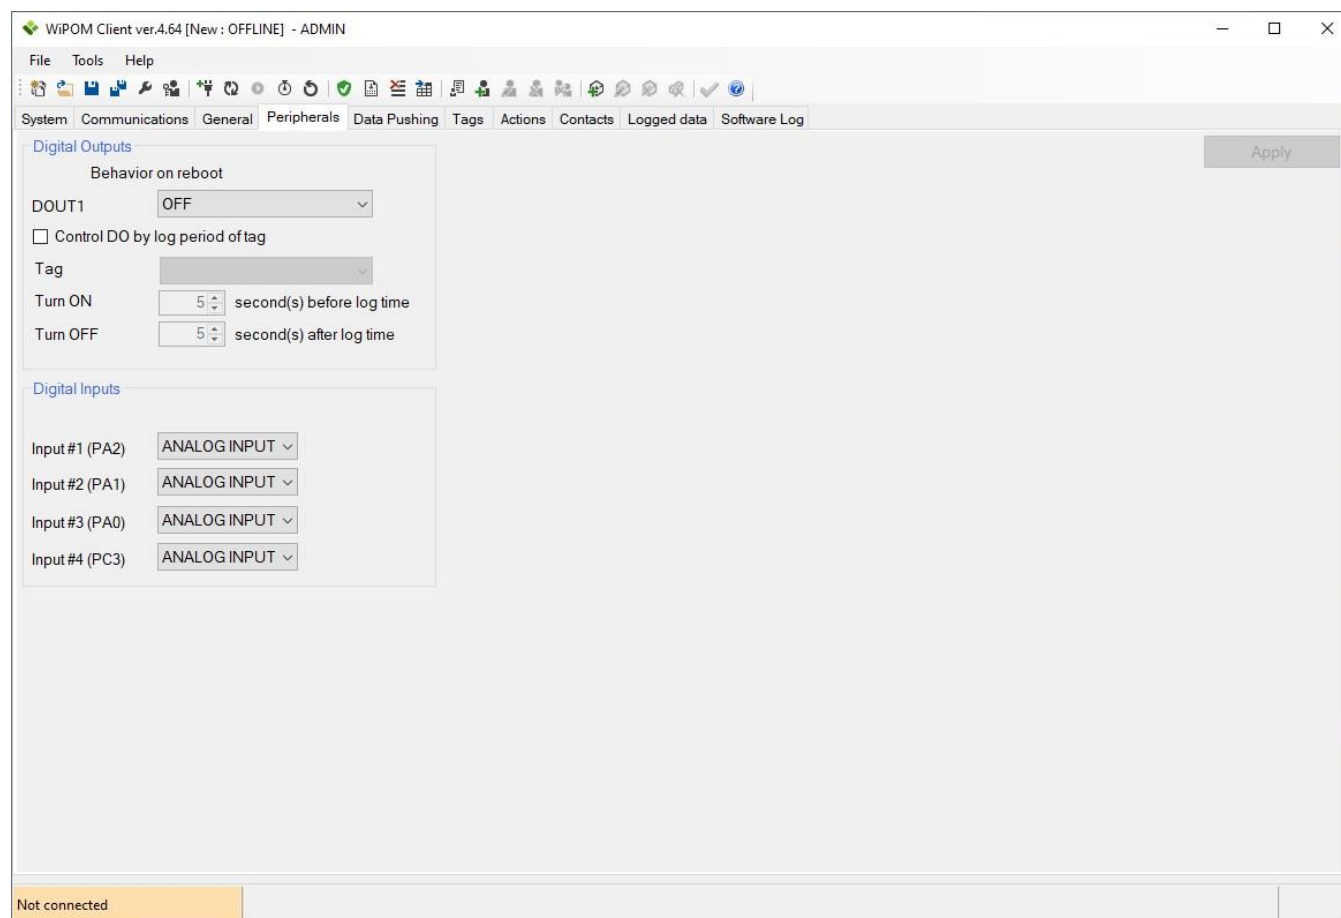 WiPOM Client ver.4.64 [New : OFFLINE] - ADMIN
File Tools Help
System Communications General Peripherals Data Pushing Tags Actions Contacts Logged data Software Log
Digital Outputs
Apply
Behavior on reboot
DOUT1 OFF
Control DO by log period of tag
Tag
Turn ON 5 second(s) before log time
Turn OFF 5 second(s) after log time
Digital Inputs
Input #1 (PA2) ANALOG INPUT
Input #2 (PA1) ANALOG INPUT
Input #3 (PA0) ANALOG INPUT
Input #4 (PC3) ANALOG INPUT
Not connected